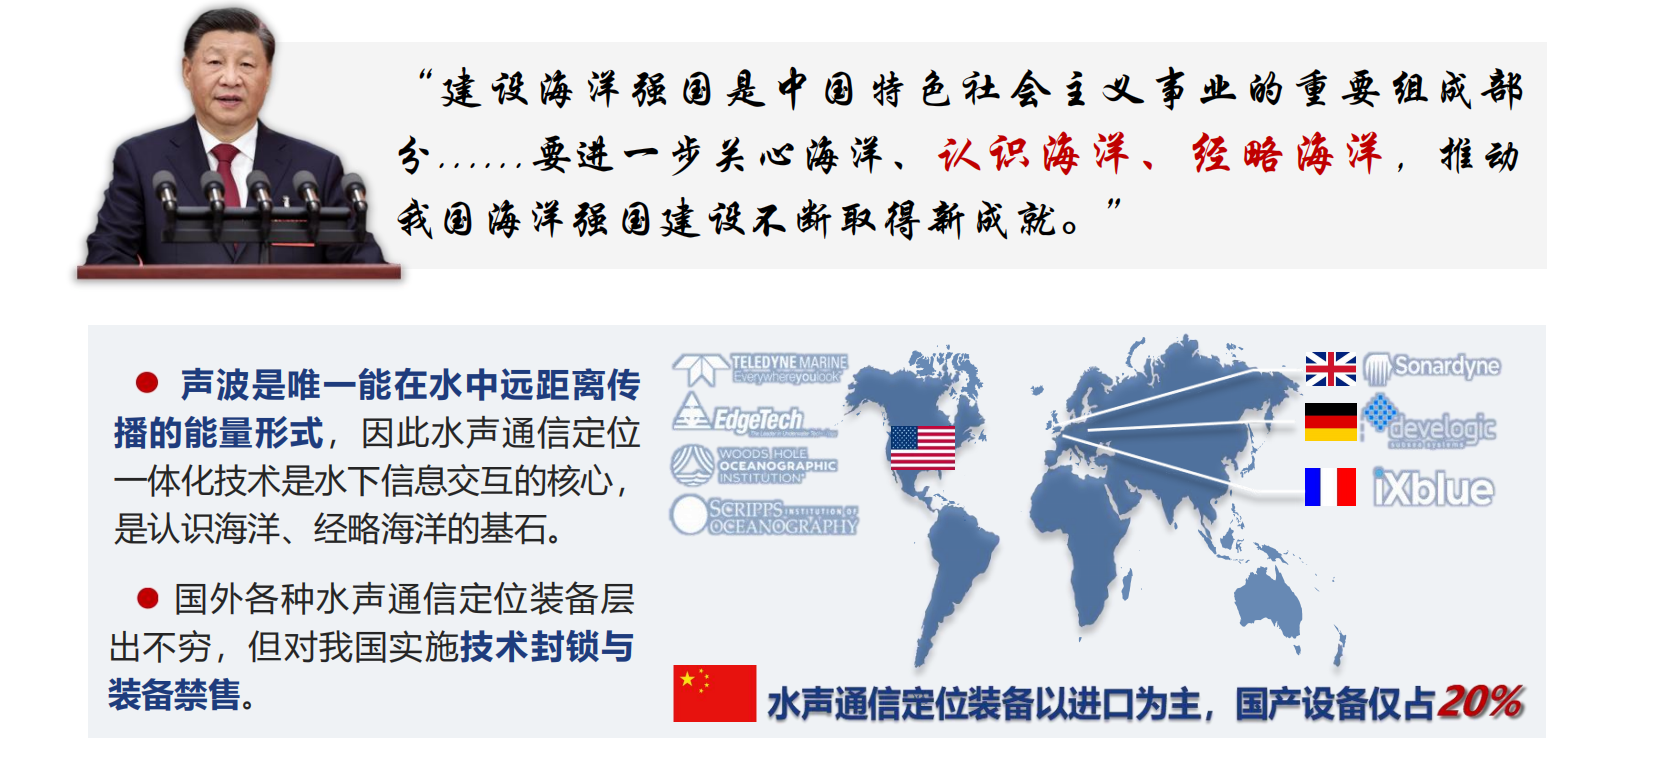 “建设海洋强国是中国特色社会主义事业的重要组成部
分......要进一步关心海洋、认识海洋、经略海洋，推动
我国海洋强国建设不断取得新成就。”
● 声波是唯一能在水中远距离传
播的能量形式，因此水声通信定位
一体化技术是水下信息交互的核心，
是认识海洋、经略海洋的基石。
● 国外各种水声通信定位装备层
出不穷，但对我国实施技术封锁与
装备禁售。
TELEDYNE MARINE
Everywhereyoulook
EdgeTech
WOODS HOLE
OCEANOGRAPHIC
INSTITUTION
SCRIPPS INSTITUTION OF
OCEANOGRAPHY
Sonardyne
develogic
iXblue
水声通信定位装备以进口为主，国产设备仅占20%